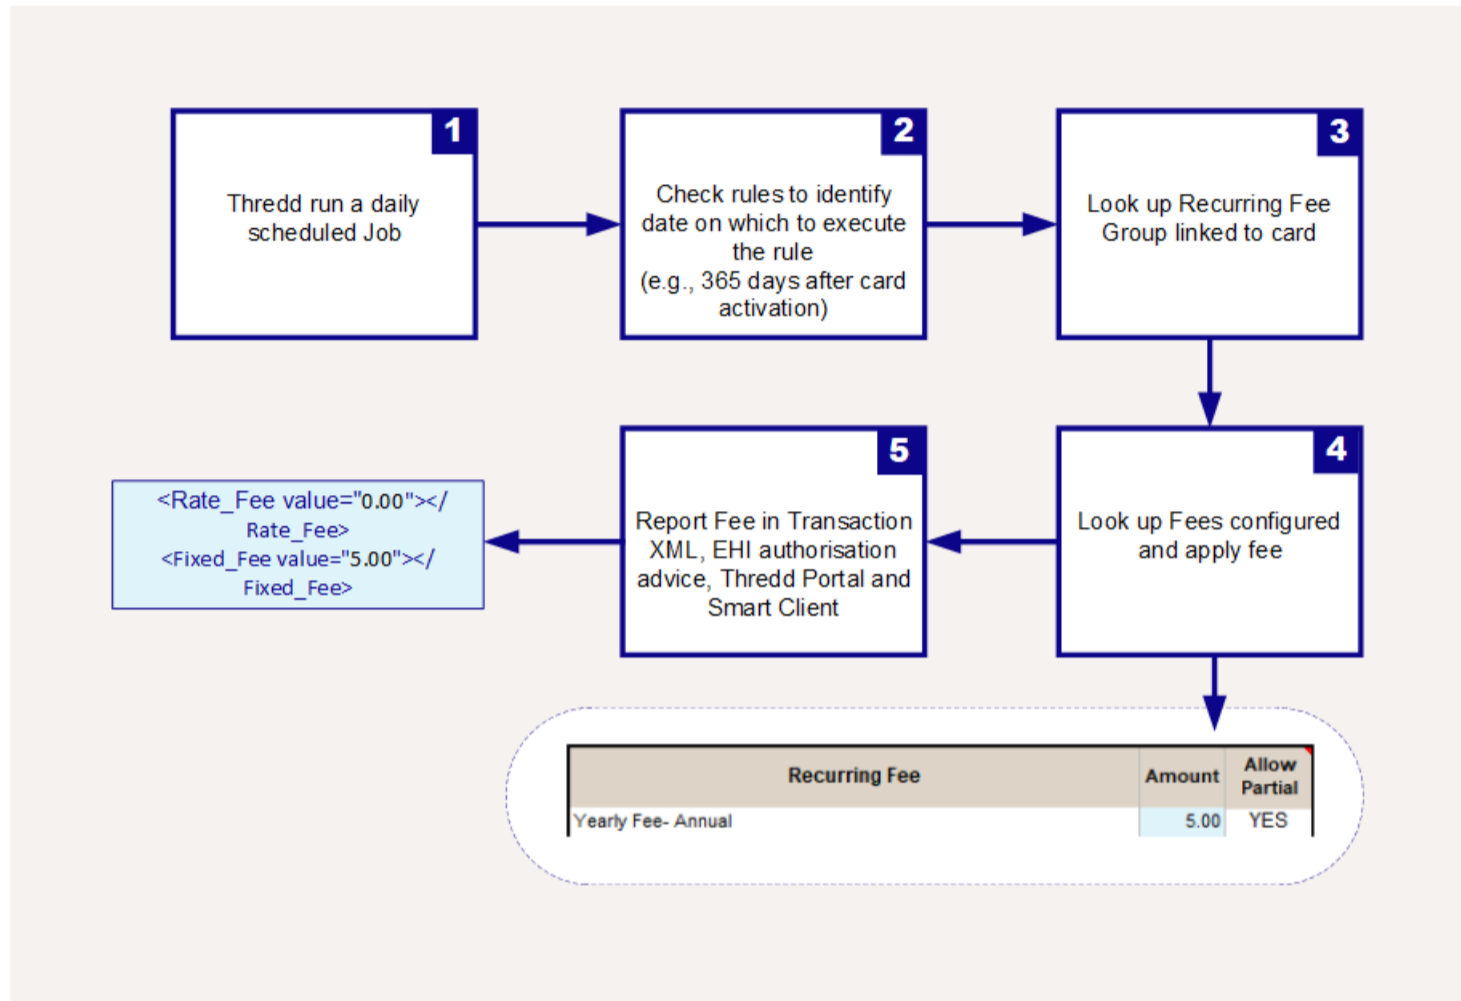 1
Thredd run a daily
scheduled Job
2
Check rules to identify
date on which to execute
the rule
(e.g., 365 days after card
activation)
3
Look up Recurring Fee
Group linked to card
4
Look up Fees configured
and apply fee
5
Report Fee in Transaction
XML, EHI authorisation
advice, Thredd Portal and
Smart Client
<Rate_Fee value="0.00"></
Rate_Fee>
<Fixed_Fee value="5.00"></
Fixed_Fee>
Recurring Fee Amount Allow
Partial
Yearly Fee- Annual 5.00 YES